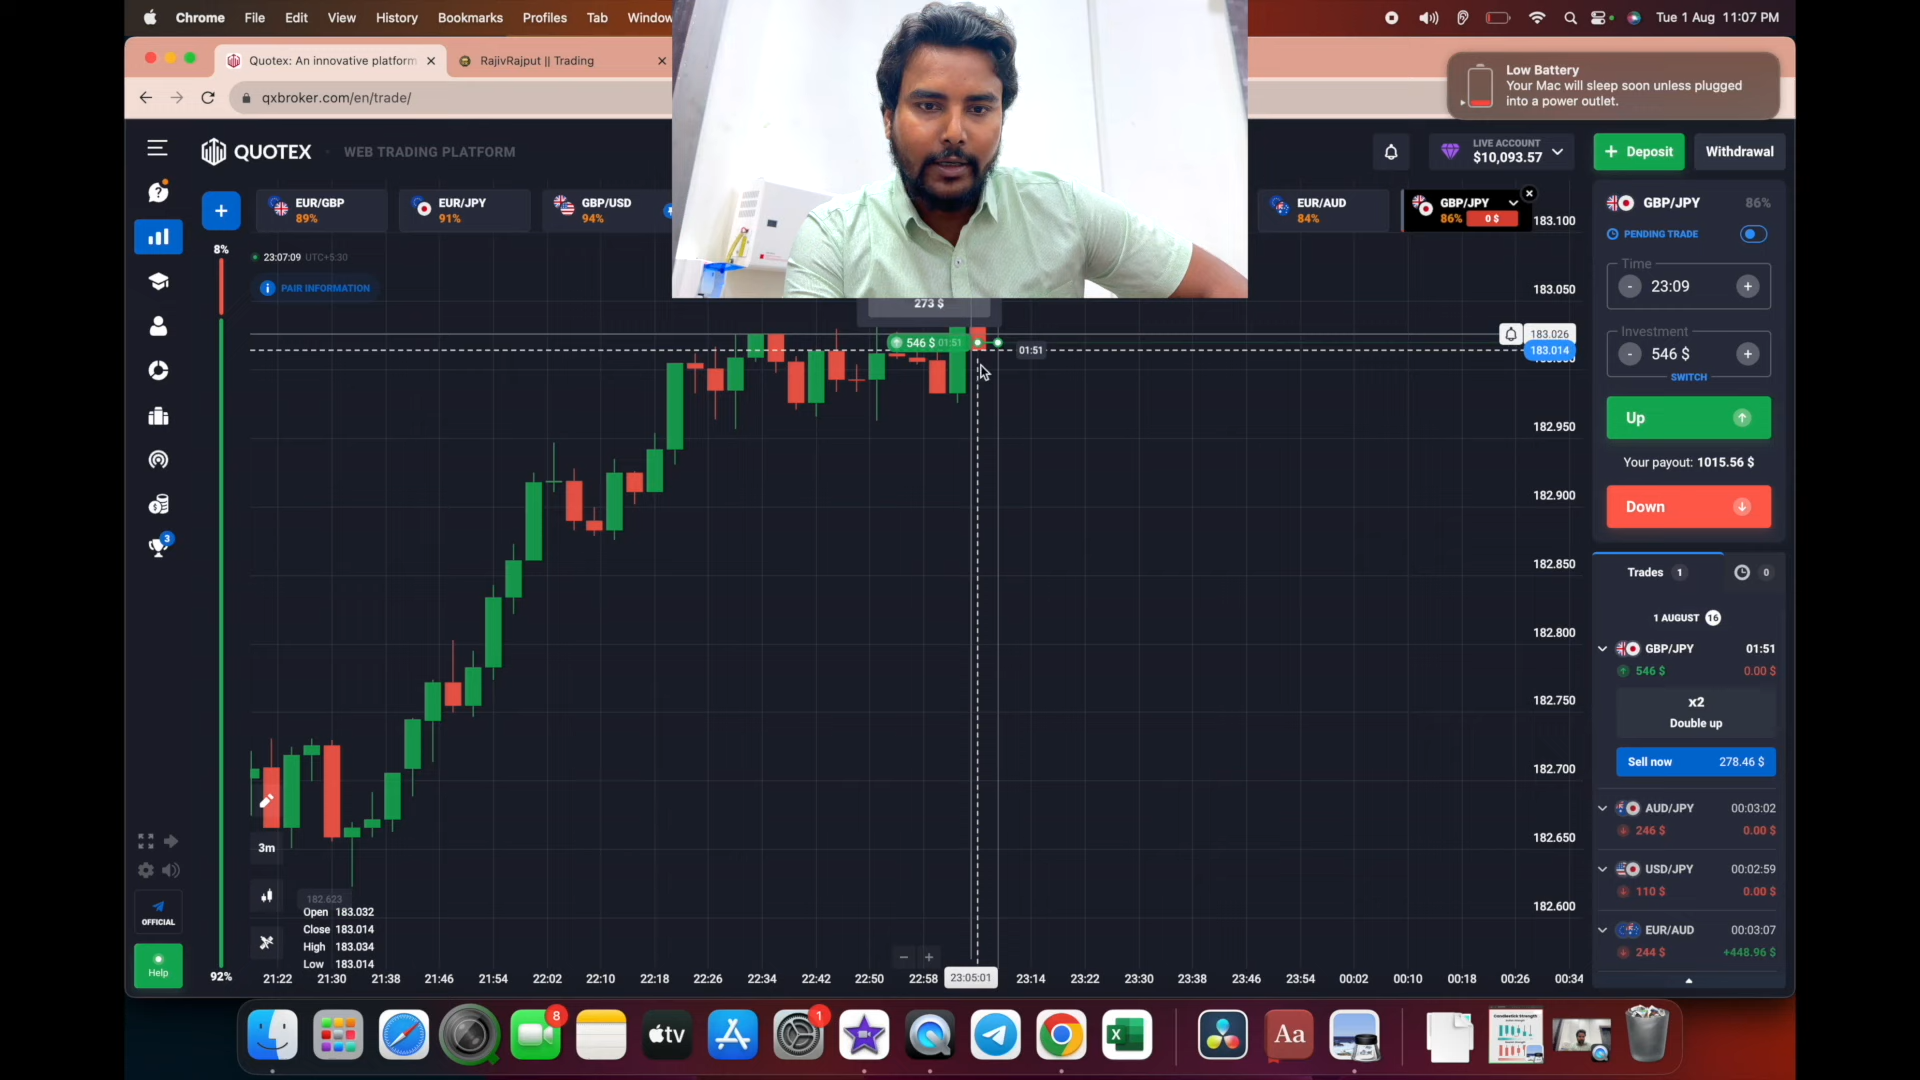 Chrome File Edit View History Bookmarks Profiles Tab Window
Tue 1 Aug 11:07 PM
Quotex: An innovative platform
RajivRajput || Trading
qxbroker.com/en/trade/
Low Battery
Your Mac will sleep soon unless plugged
into a power outlet.
QUOTEX
WEB TRADING PLATFORM
LIVE ACCOUNT
$10,093.57
+ Deposit
Withdrawal
+
EUR/GBP
89%
EUR/JPY
91%
GBP/USD
94%
EUR/AUD
84%
GBP/JPY
86% 0 $
8%
23:07:09 UTC+5:30
PAIR INFORMATION
273 $
546 $ 01:51
01:51
183.100
183.050
183.026
183.014
182.950
182.900
182.850
182.800
182.750
182.700
182.650
182.600
GBP/JPY 86%
PENDING TRADE
Time
- 23:09 +
Investment
- 546 $ +
SWITCH
Up
Your payout: 1015.56 $
Down
Trades 1
0
1 AUGUST 16
GBP/JPY 01:51
546 $ 0.00 $
x2
Double up
Sell now 278.46 $
AUD/JPY 00:03:02
246 $ 0.00 $
USD/JPY 00:02:59
110 $ 0.00 $
EUR/AUD 00:03:07
244 $ +448.96 $
3
3m
182.623
Open 183.032
Close 183.014
High 183.034
Low 183.014
OFFICIAL
Help
92%
- +
21:22 21:30 21:38 21:46 21:54 22:02 22:10 22:18 22:26 22:34 22:42 22:50 22:58 23:05:01 23:14 23:22 23:30 23:38 23:46 23:54 00:02 00:10 00:18 00:26 00:34
8
tv
1
X
Aa